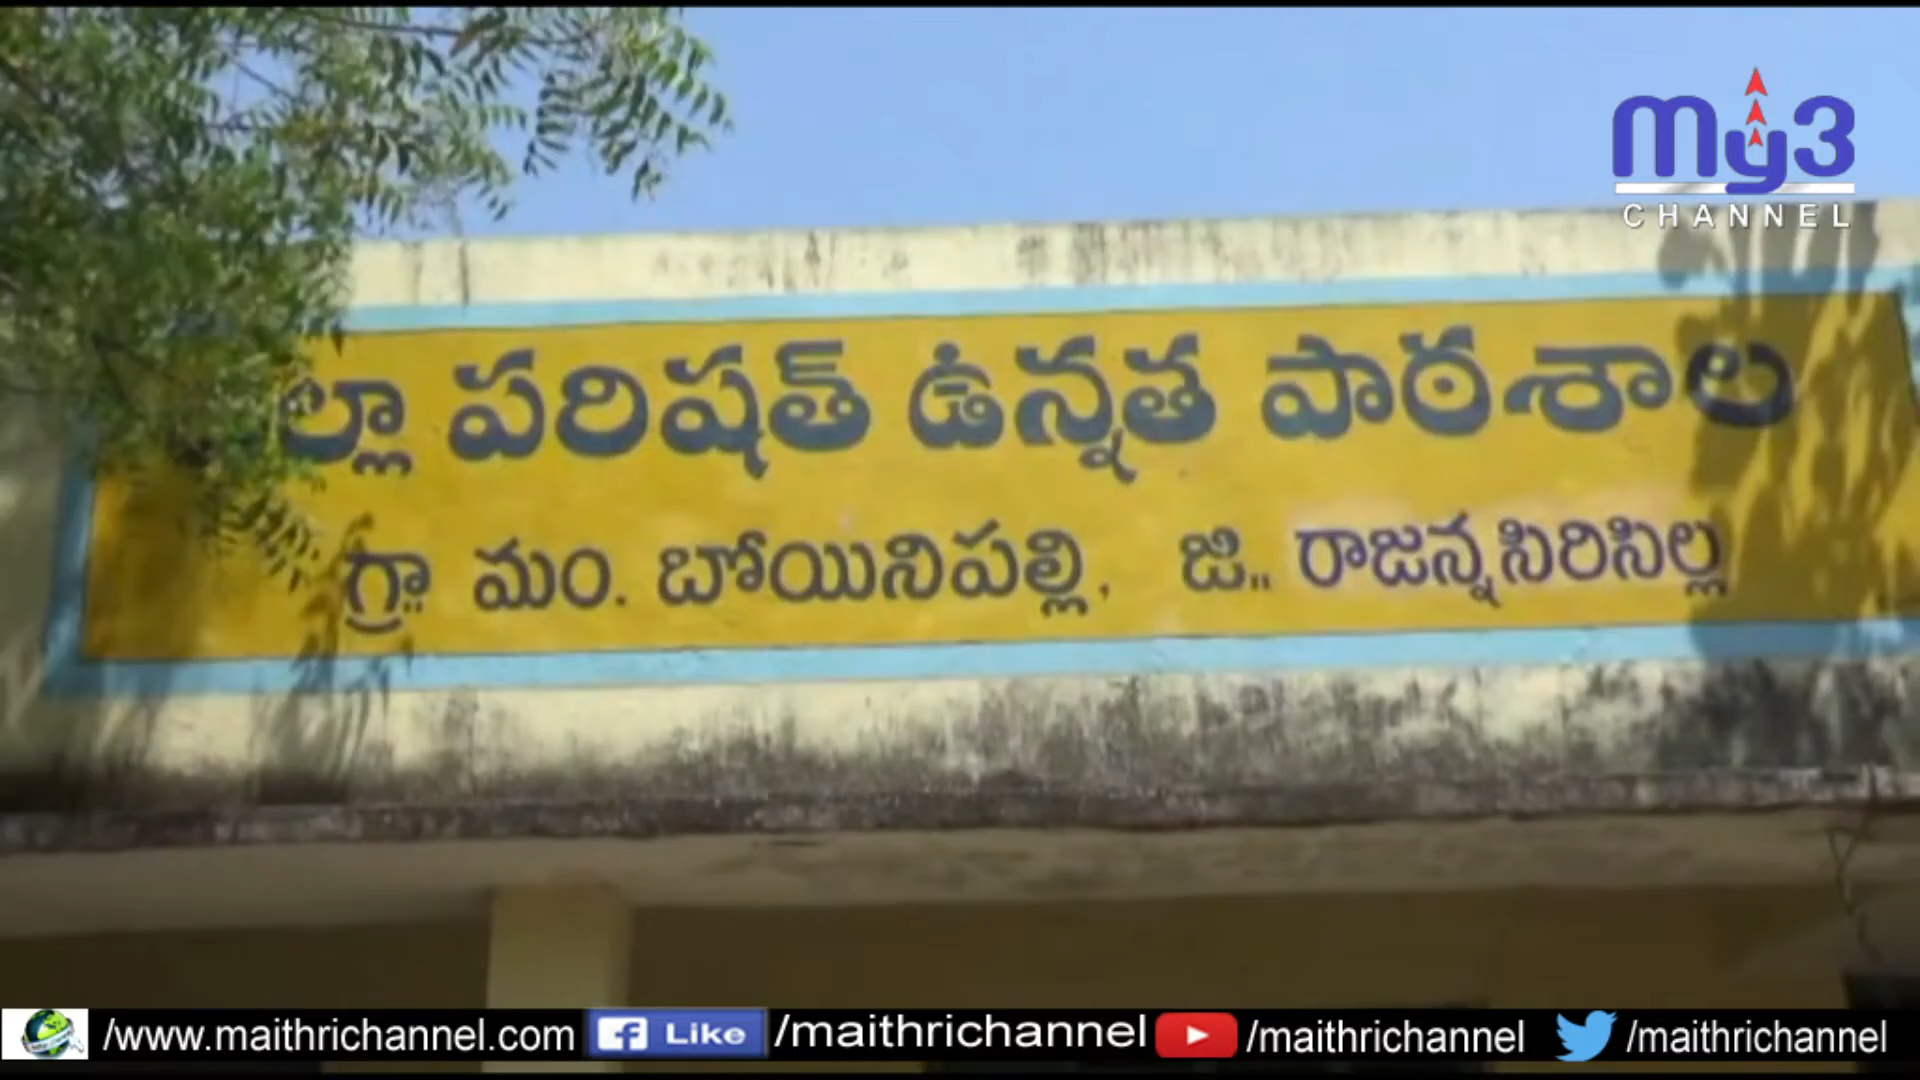 my3
CHANNEL
ల్లా పరిషత్ ఉన్నత పాఠశాల
గ్రా.. మం. బోయినిపల్లి, జి.. రాజన్నసిరిసిల్ల
/www.maithrichannel.com f Like /maithrichannel /maithrichannel /maithrichannel